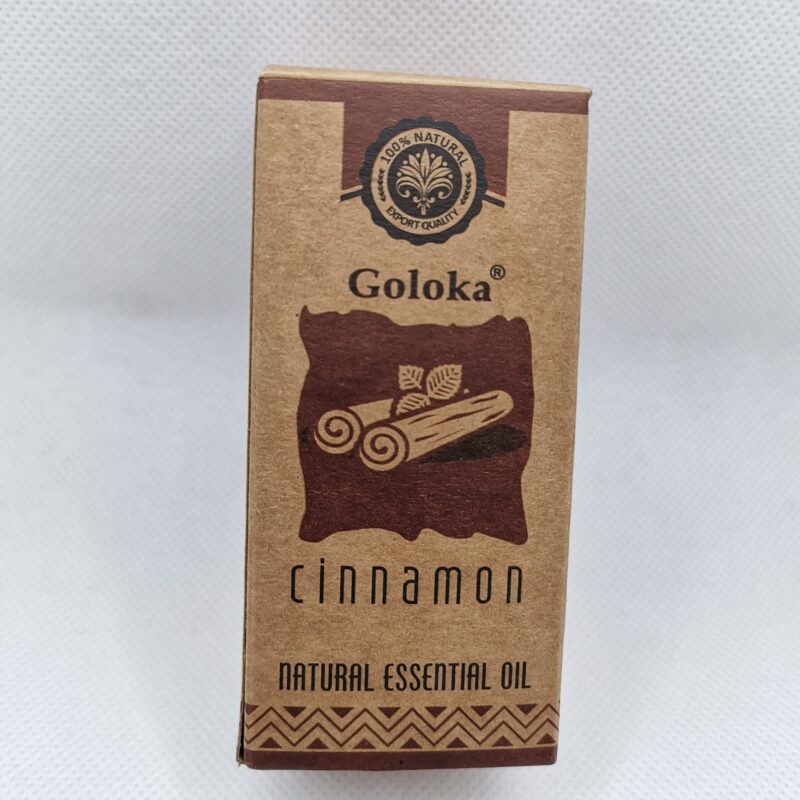 100% NATURAL
EXPORT QUALITY
Goloka®
cinnamon
NATURAL ESSENTIAL OIL